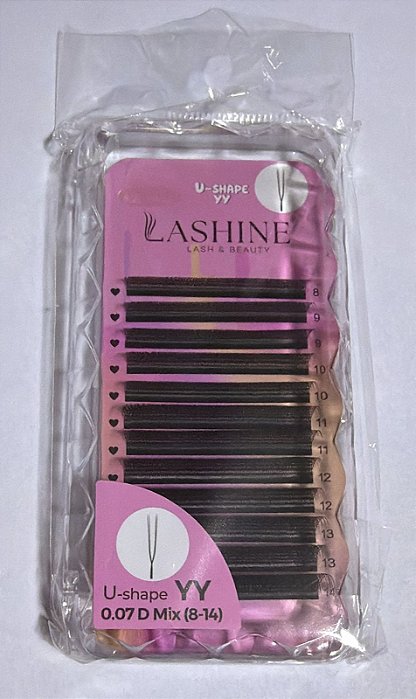 U-SHAPE
YY
LASHINE
LASH & BEAUTY
8
9
9
10
10
11
11
12
12
13
13
U-shape YY
0.07 D Mix (8-14)